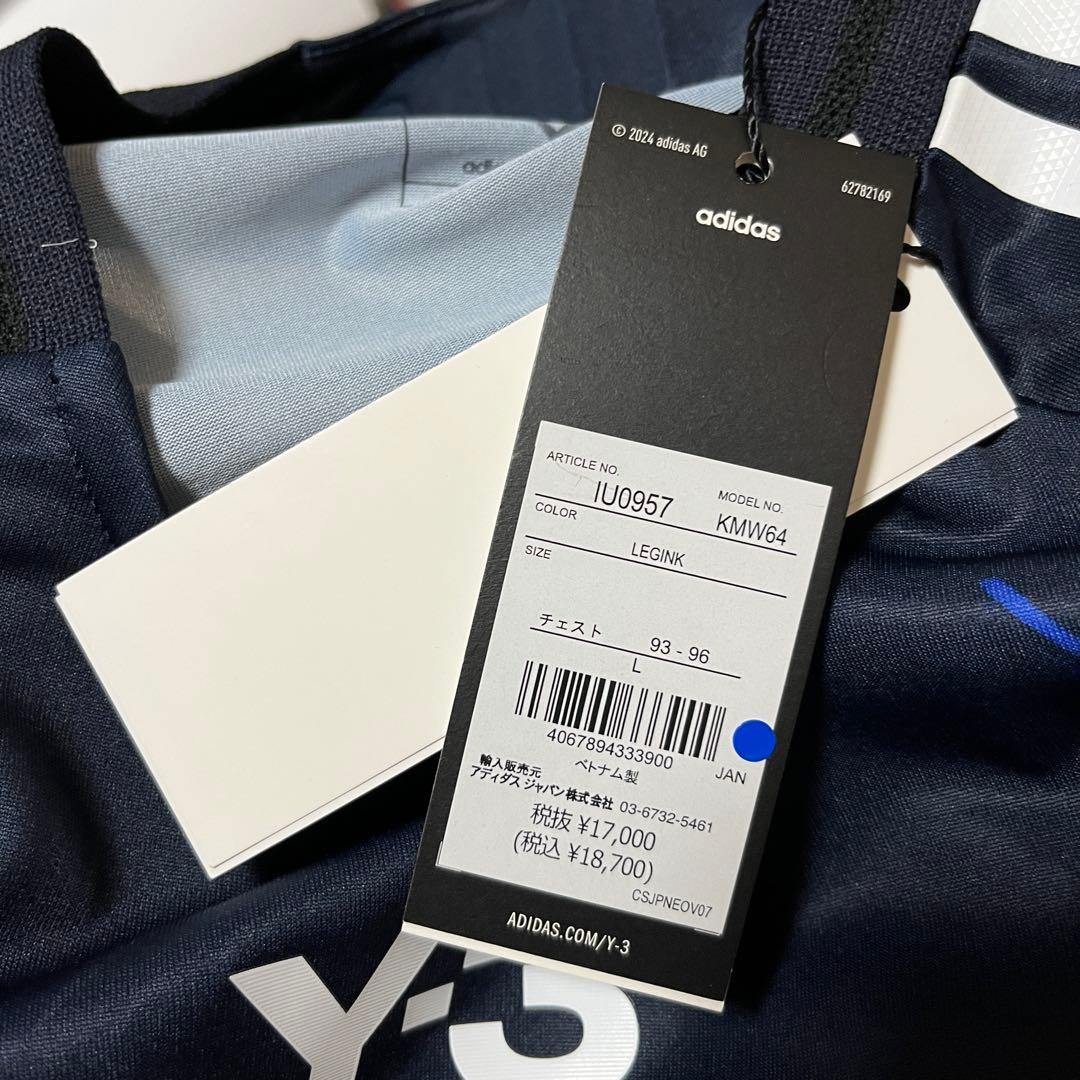 © 2024 adidas AG
62782169
adidas
ARTICLE NO.
IU0957
MODEL NO.
KMW64
COLOR
LEGINK
SIZE
チェスト 93 - 96
L
4067894333900
JAN
ベトナム製
輸入販売元
アディダス ジャパン株式会社 03-6732-5461
税抜 ¥17,000
(税込 ¥18,700)
CSJPNEOV07
ADIDAS.COM/Y-3
Y-3